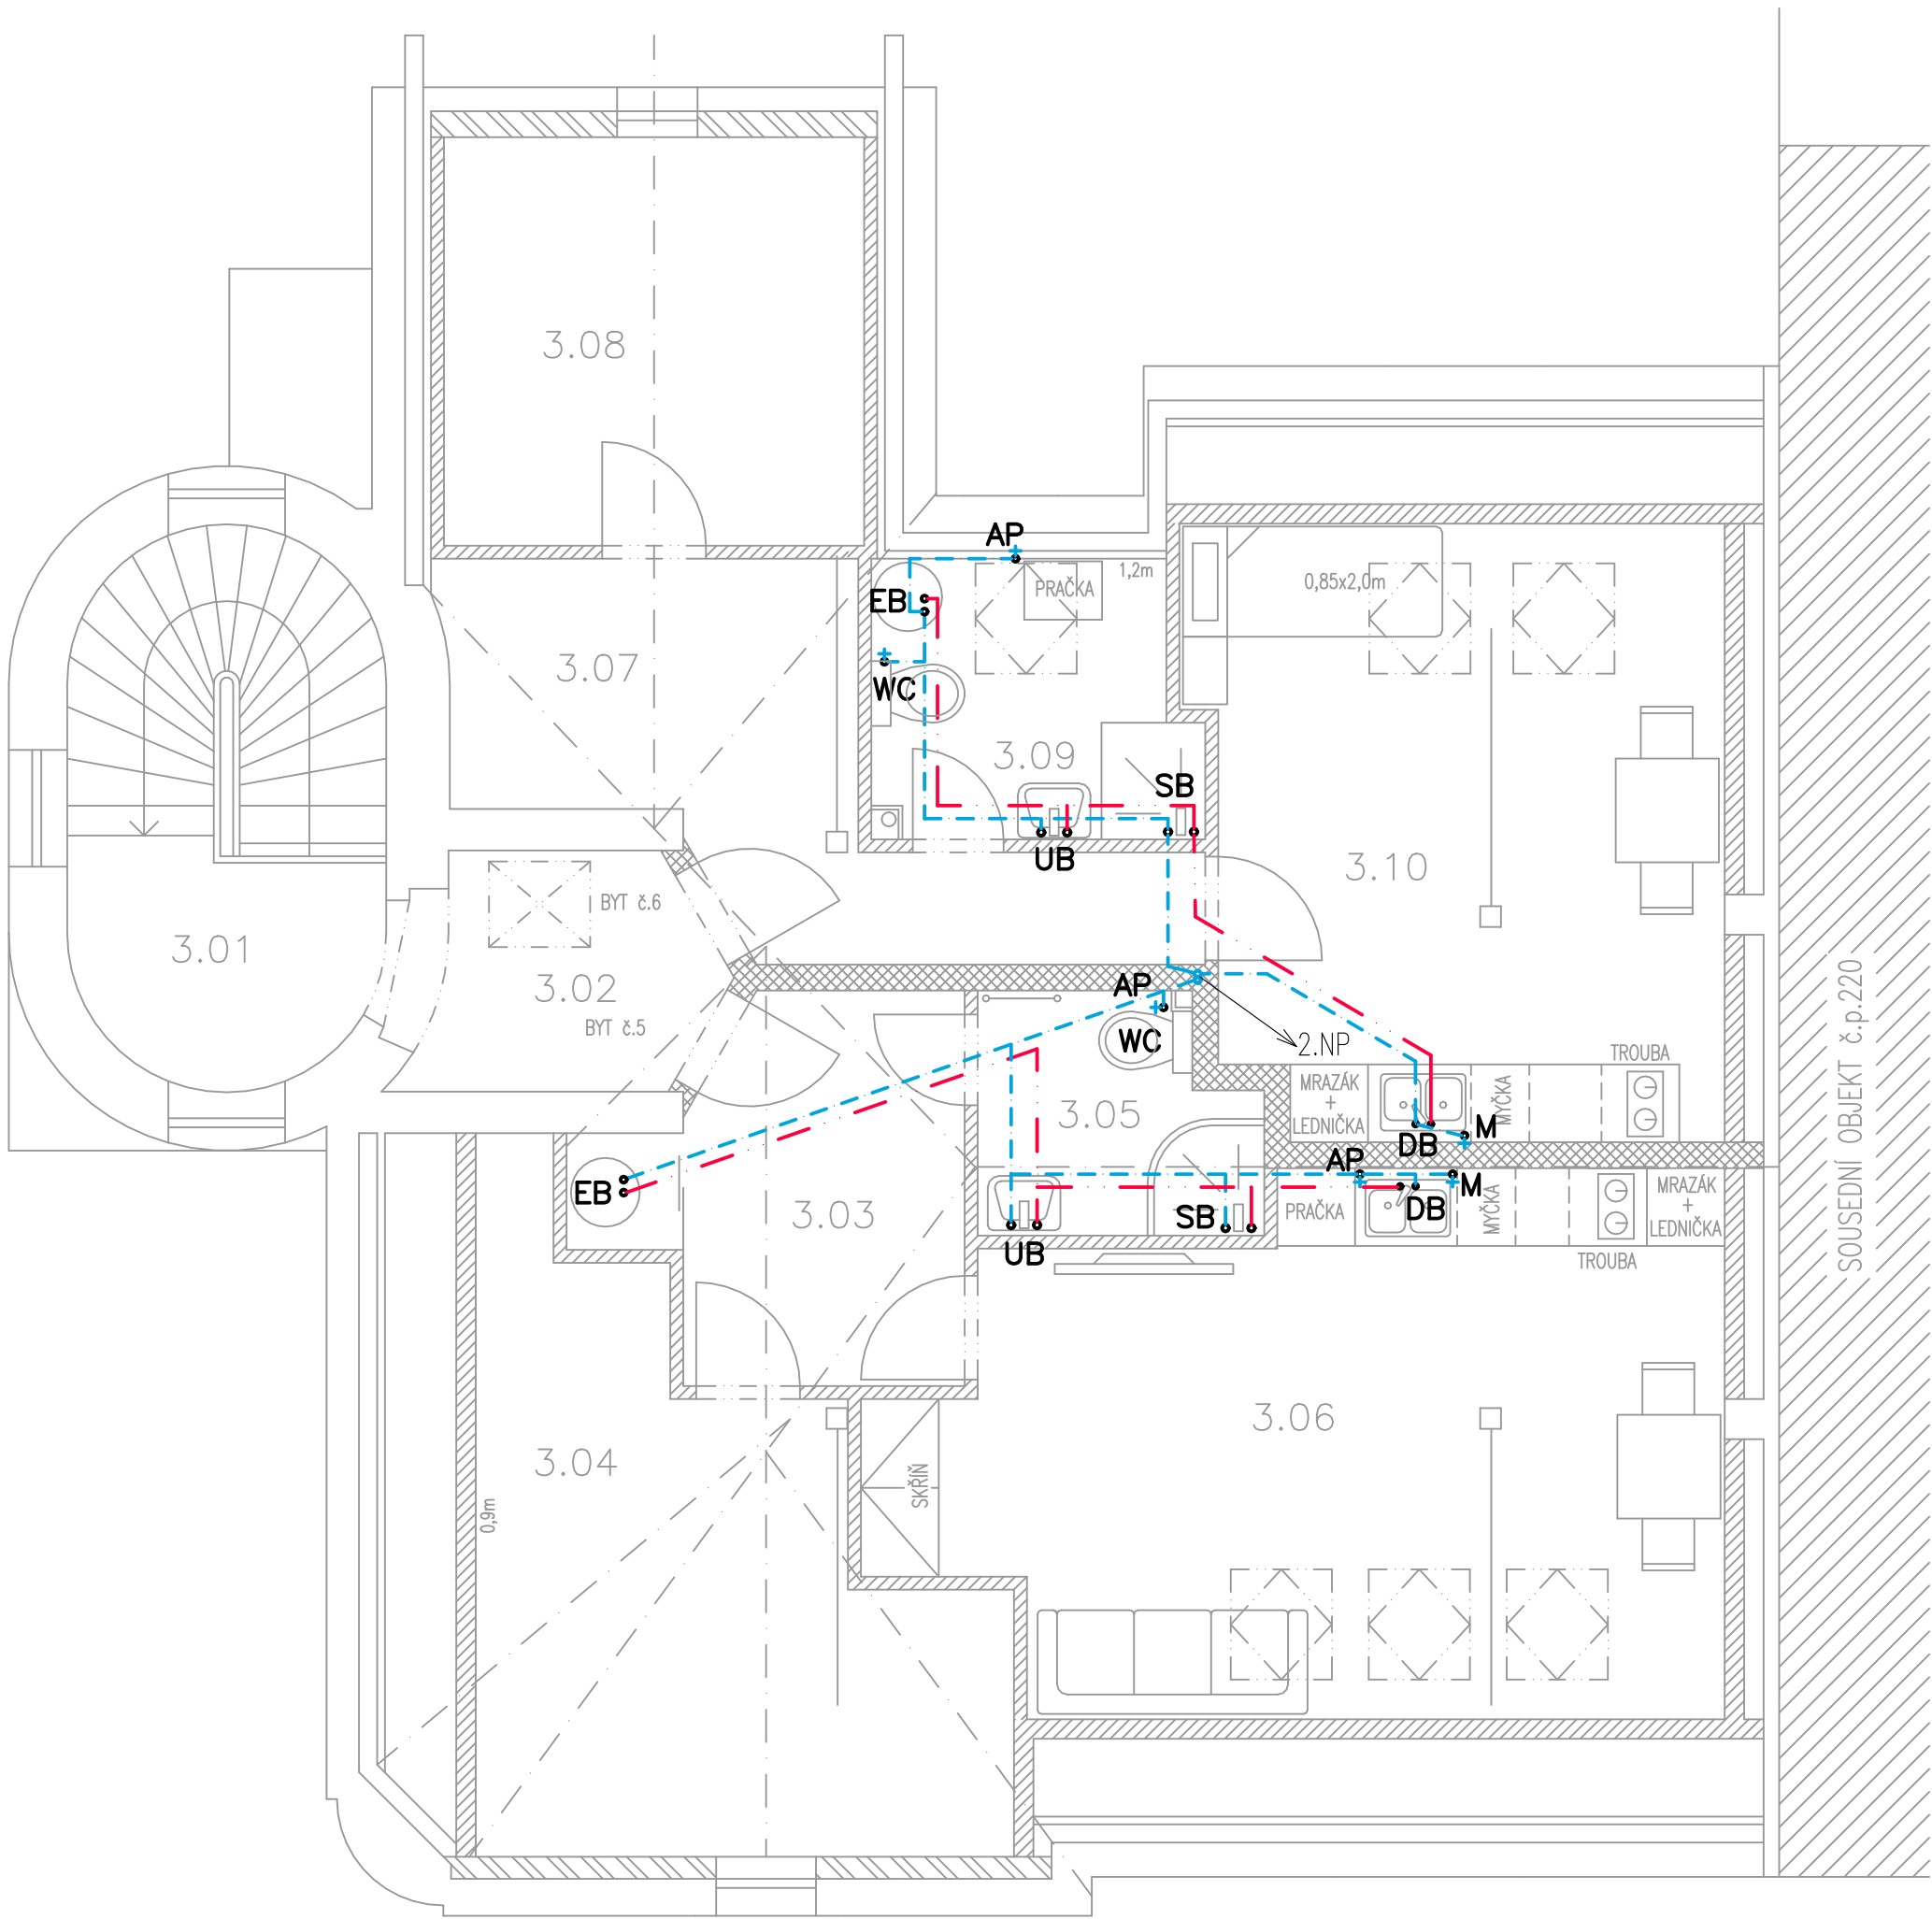 3.08
AP
PRAČKA
1,2m
0,85x2,0m
EB
3.07
WC
3.09
SB
UB
3.10
BYT č.6
3.01
3.02
BYT č.5
AP
WC
2.NP
TROUBA
MRAZÁK
+
LEDNIČKA
MYČKA
3.05
DB
M
AP
EB
3.03
SB
UB
PRAČKA
DB
M
MYČKA
MRAZÁK
+
LEDNIČKA
TROUBA
SOUSEDNÍ OBJEKT č.p.220
3.06
3.04
SKŘÍŇ
0,9m